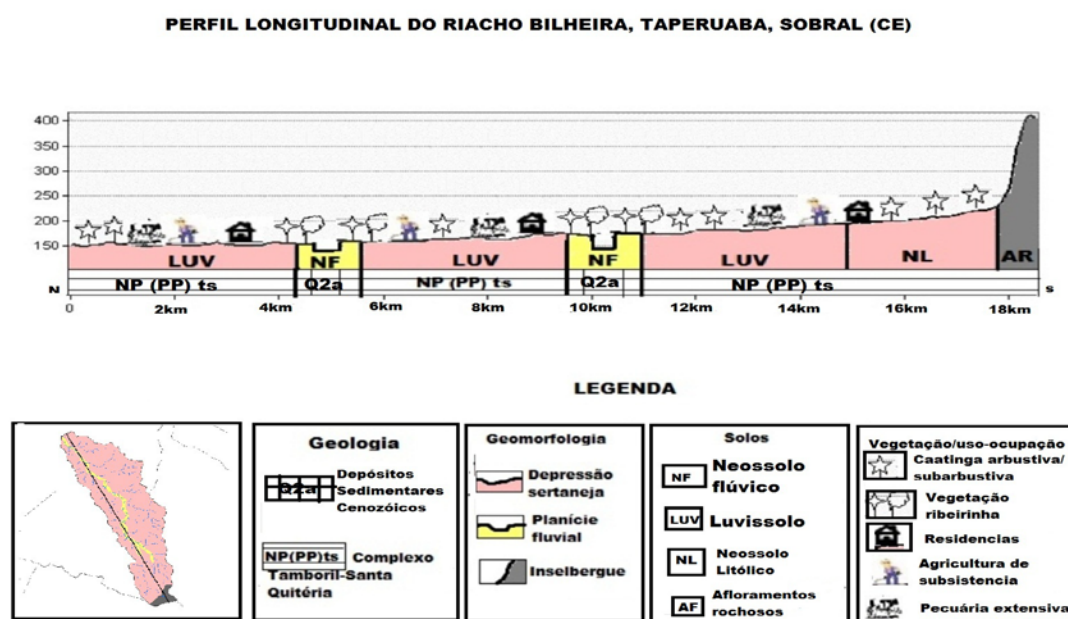 PERFIL LONGITUDINAL DO RIACHO BILHEIRA, TAPERUABA, SOBRAL (CE)
400
350
300
250
200
150
LUV NF LUV NF LUV NL AR
N NP (PP) ts Q2a NP (PP) ts Q2a NP (PP) ts s
0 2km 4km 6km 8km 10km 12km 14km 16km 18km
LEGENDA
Geologia
Q2a Depósitos
Sedimentares
Cenozóicos
NP(PP)ts Complexo
Tamboril-Santa
Quitéria
Geomorfologia
Depressão
sertaneja
Planície
fluvial
Inselbergue
Solos
NF Neossolo
flúvico
LUV Luvissolo
NL Neossolo
Litólico
AF Afloramentos
rochosos
Vegetação/uso-ocupação
Caatinga arbustiva/
subarbustiva
Vegetação
ribeirinha
Residencias
Agricultura de
subsistencia
Pecuária extensiva